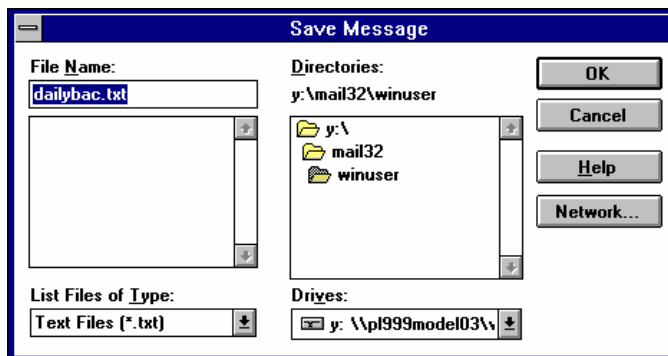 Save Message
File Name:
dailybac.txt
Directories:
y:\mail32\winuser
y:\
mail32
winuser
List Files of Type:
Text Files (*.txt)
Drives:
y: \\pl999model03\
OK
Cancel
Help
Network...